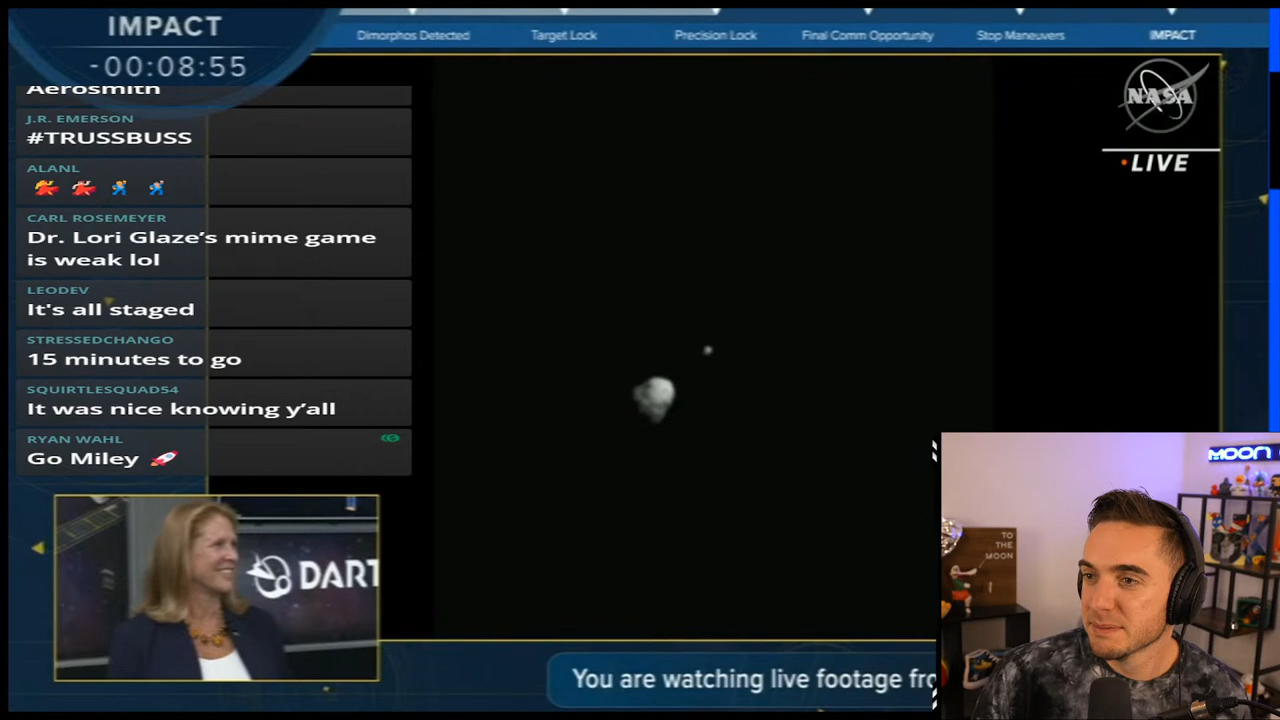 IMPACT
-00:08:55
Dimorphos Detected
Target Lock
Precision Lock
Final Comm Opportunity
Stop Maneuvers
IMPACT
NASA
LIVE
Aerosmith
J.R. EMERSON
#TRUSSBUSS
ALANL
CARL ROSEMEYER
Dr. Lori Glaze’s mime game
is weak lol
LEODEV
It's all staged
STRESSEDCHANGO
15 minutes to go
SQUIRTLESQUAD54
It was nice knowing y’all
RYAN WAHL
Go Miley 🚀
DART
MOON
TO
THE
MOON
You are watching live footage fro